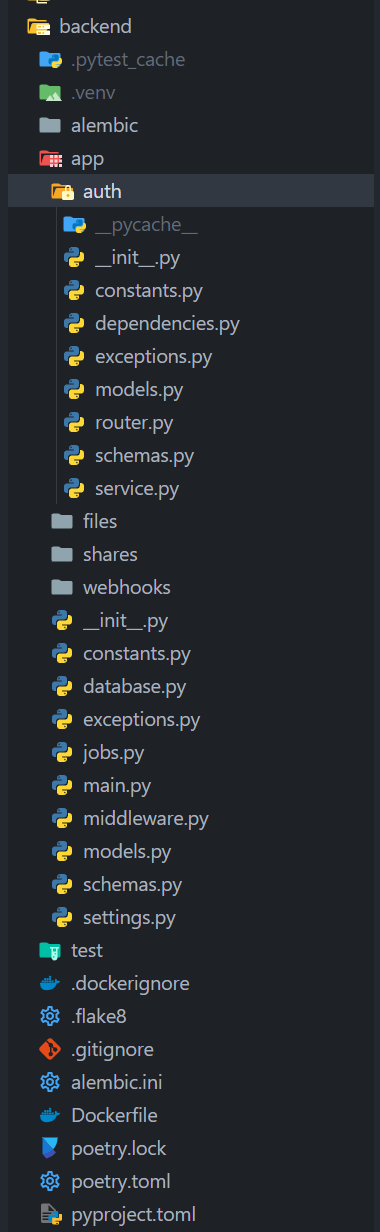 backend
.pytest_cache
.venv
alembic
app
auth
__pycache__
__init__.py
constants.py
dependencies.py
exceptions.py
models.py
router.py
schemas.py
service.py
files
shares
webhooks
__init__.py
constants.py
database.py
exceptions.py
jobs.py
main.py
middleware.py
models.py
schemas.py
settings.py
test
.dockerignore
.flake8
.gitignore
alembic.ini
Dockerfile
poetry.lock
poetry.toml
pyproject.toml